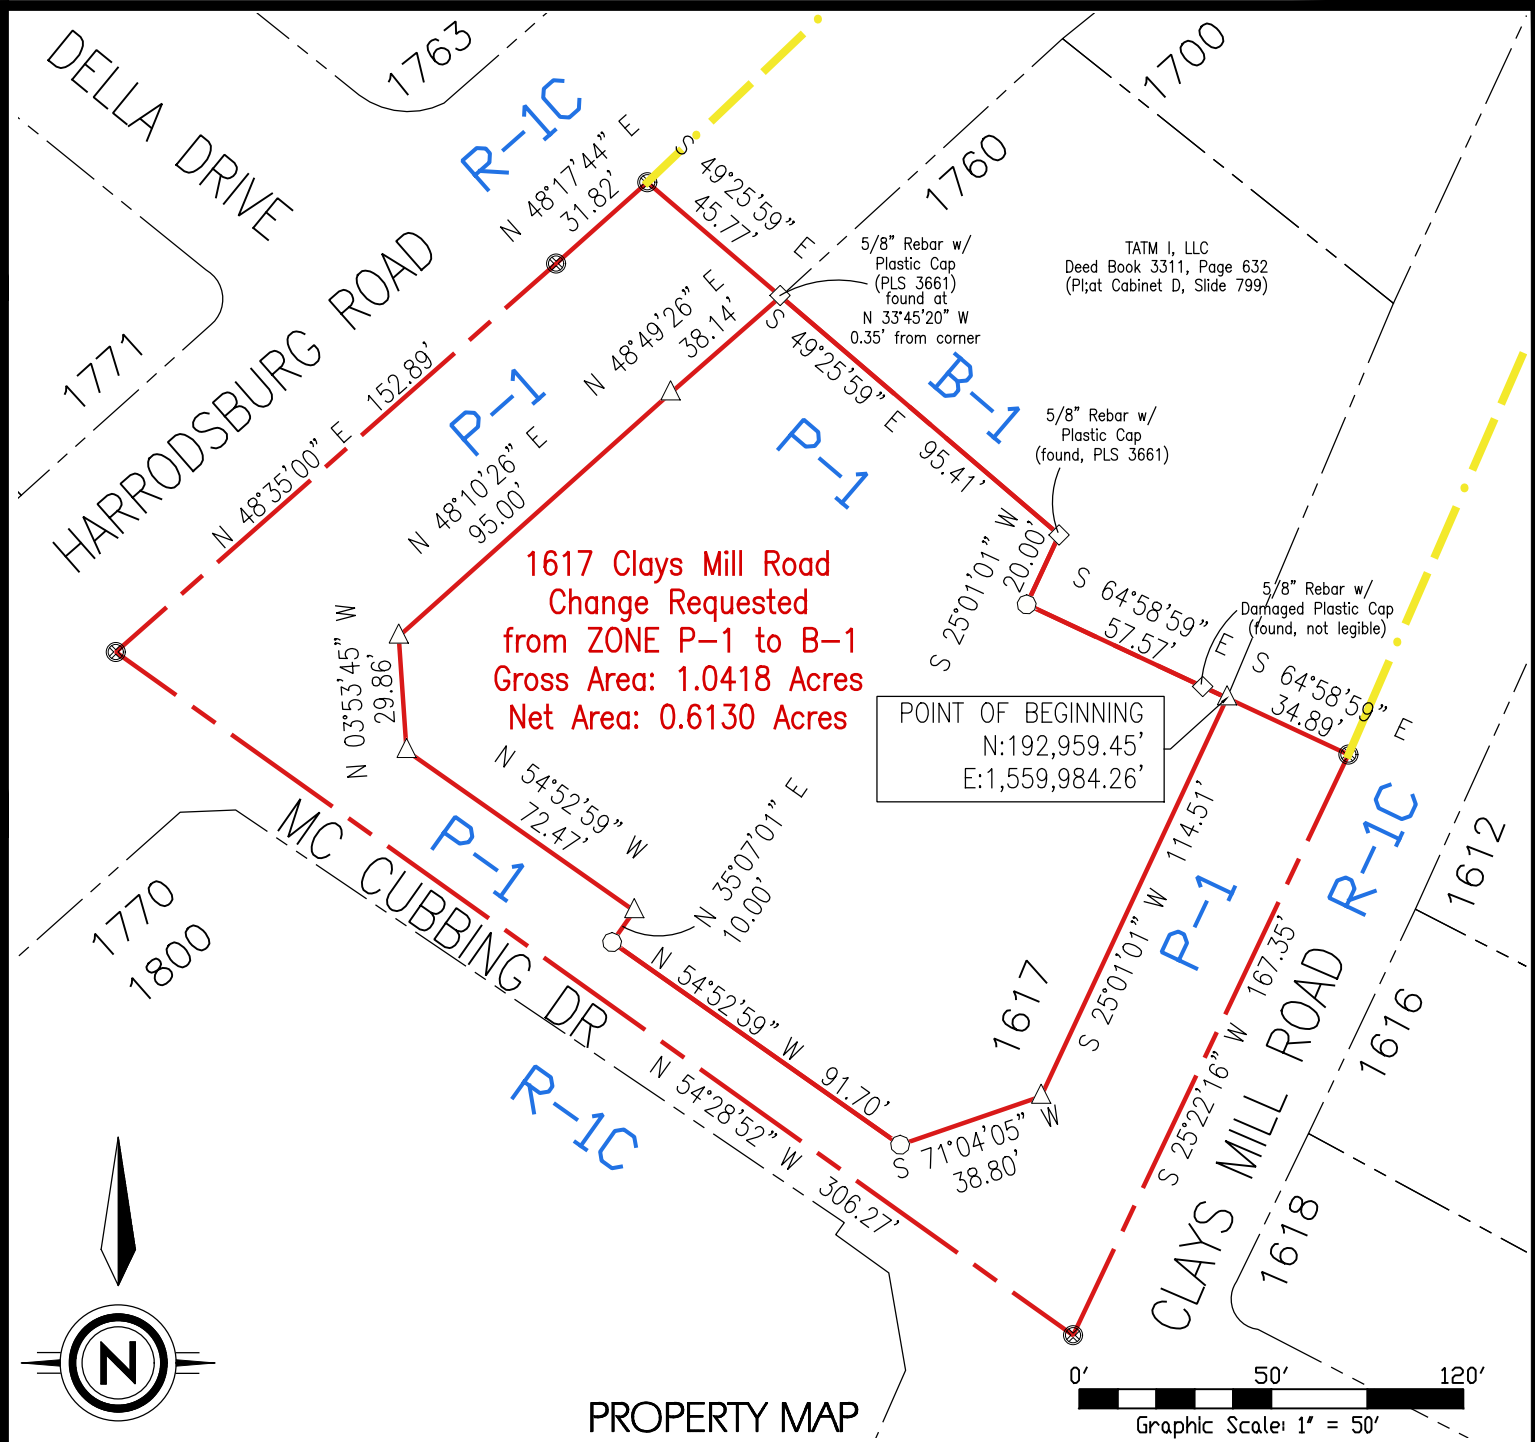 DELLA DRIVE
1763
R-1C
1700
1760
N 48°17'44" E
31.82'
S 49°25'59" E
45.77'
5/8" Rebar w/
Plastic Cap
(PLS 3661)
found at
N 33°45'20" W
0.35' from corner
TATM I, LLC
Deed Book 3311, Page 632
(Pl;at Cabinet D, Slide 799)
HARRODSBURG ROAD
1771
N 48°35'00" E 152.89'
P-1
N 48°49'26" E
38.14'
N 48°10'26" E
95.00'
S 49°25'59" E 95.41'
B-1
P-1
5/8" Rebar w/
Plastic Cap
(found, PLS 3661)
S 25°01'01" W
20.00'
S 64°58'59" E
57.57'
5/8" Rebar w/
Damaged Plastic Cap
(found, not legible)
S 64°58'59" E
34.89'
1617 Clays Mill Road
Change Requested
from ZONE P-1 to B-1
Gross Area: 1.0418 Acres
Net Area: 0.6130 Acres
POINT OF BEGINNING
N:192,959.45'
E:1,559,984.26'
N 03°53'45" W
29.86'
N 54°52'59" W
72.47'
N 35°07'01" E
10.00'
P-1
MC CUBBING DR
1770
1800
N 54°52'59" W 91.70'
S 71°04'05" W
38.80'
1617
S 25°01'01" W 114.51'
P-1
R-1C
S 25°22'16" W 167.35'
CLAYS MILL ROAD
1612
1616
1618
R-1C
N 54°28'52" W 306.27'
N
PROPERTY MAP
0' 50' 120'
Graphic Scale: 1" = 50'